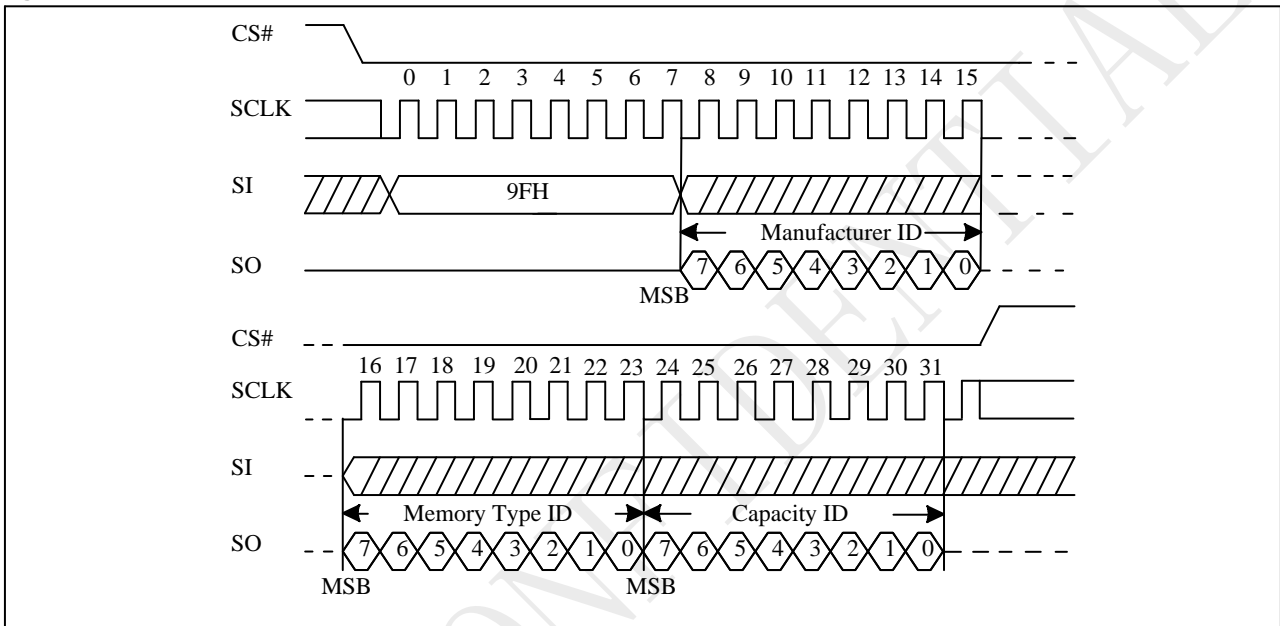 CS#
0 1 2 3 4 5 6 7 8 9 10 11 12 13 14 15
SCLK
SI
9FH
Manufacturer ID
SO
7 6 5 4 3 2 1 0
MSB
CS#
16 17 18 19 20 21 22 23 24 25 26 27 28 29 30 31
SCLK
SI
Memory Type ID Capacity ID
SO
7 6 5 4 3 2 1 0 7 6 5 4 3 2 1 0
MSB MSB
ONFIDENTIAL